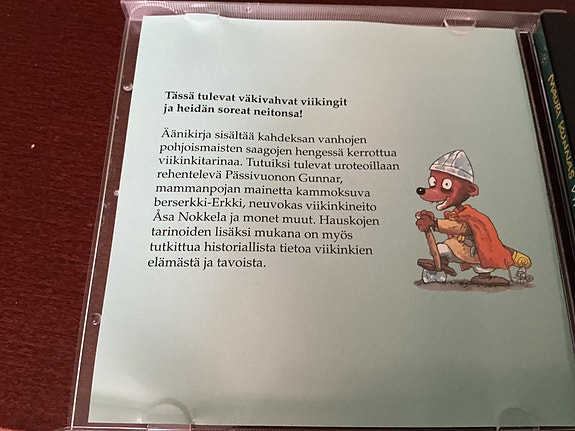 Tässä tulevat väkivahvat viikingit
ja heidän soreat neitonsa!
Äänikirja sisältää kahdeksan vanhojen
pohjoismaisten saagojen hengessä kerrottua
viikinkitarinaa. Tutuiksi tulevat uroteoillaan
rehentelevä Pässivuonon Gunnar,
mammanpojan mainetta kammoksuva
berserkki-Erkki, neuvokas viikinkineito
Åsa Nokkela ja monet muut. Hauskojen
tarinoiden lisäksi mukana on myös
tutkittua historiallista tietoa viikinkien
elämästä ja tavoista.
MAURI KUNNAS